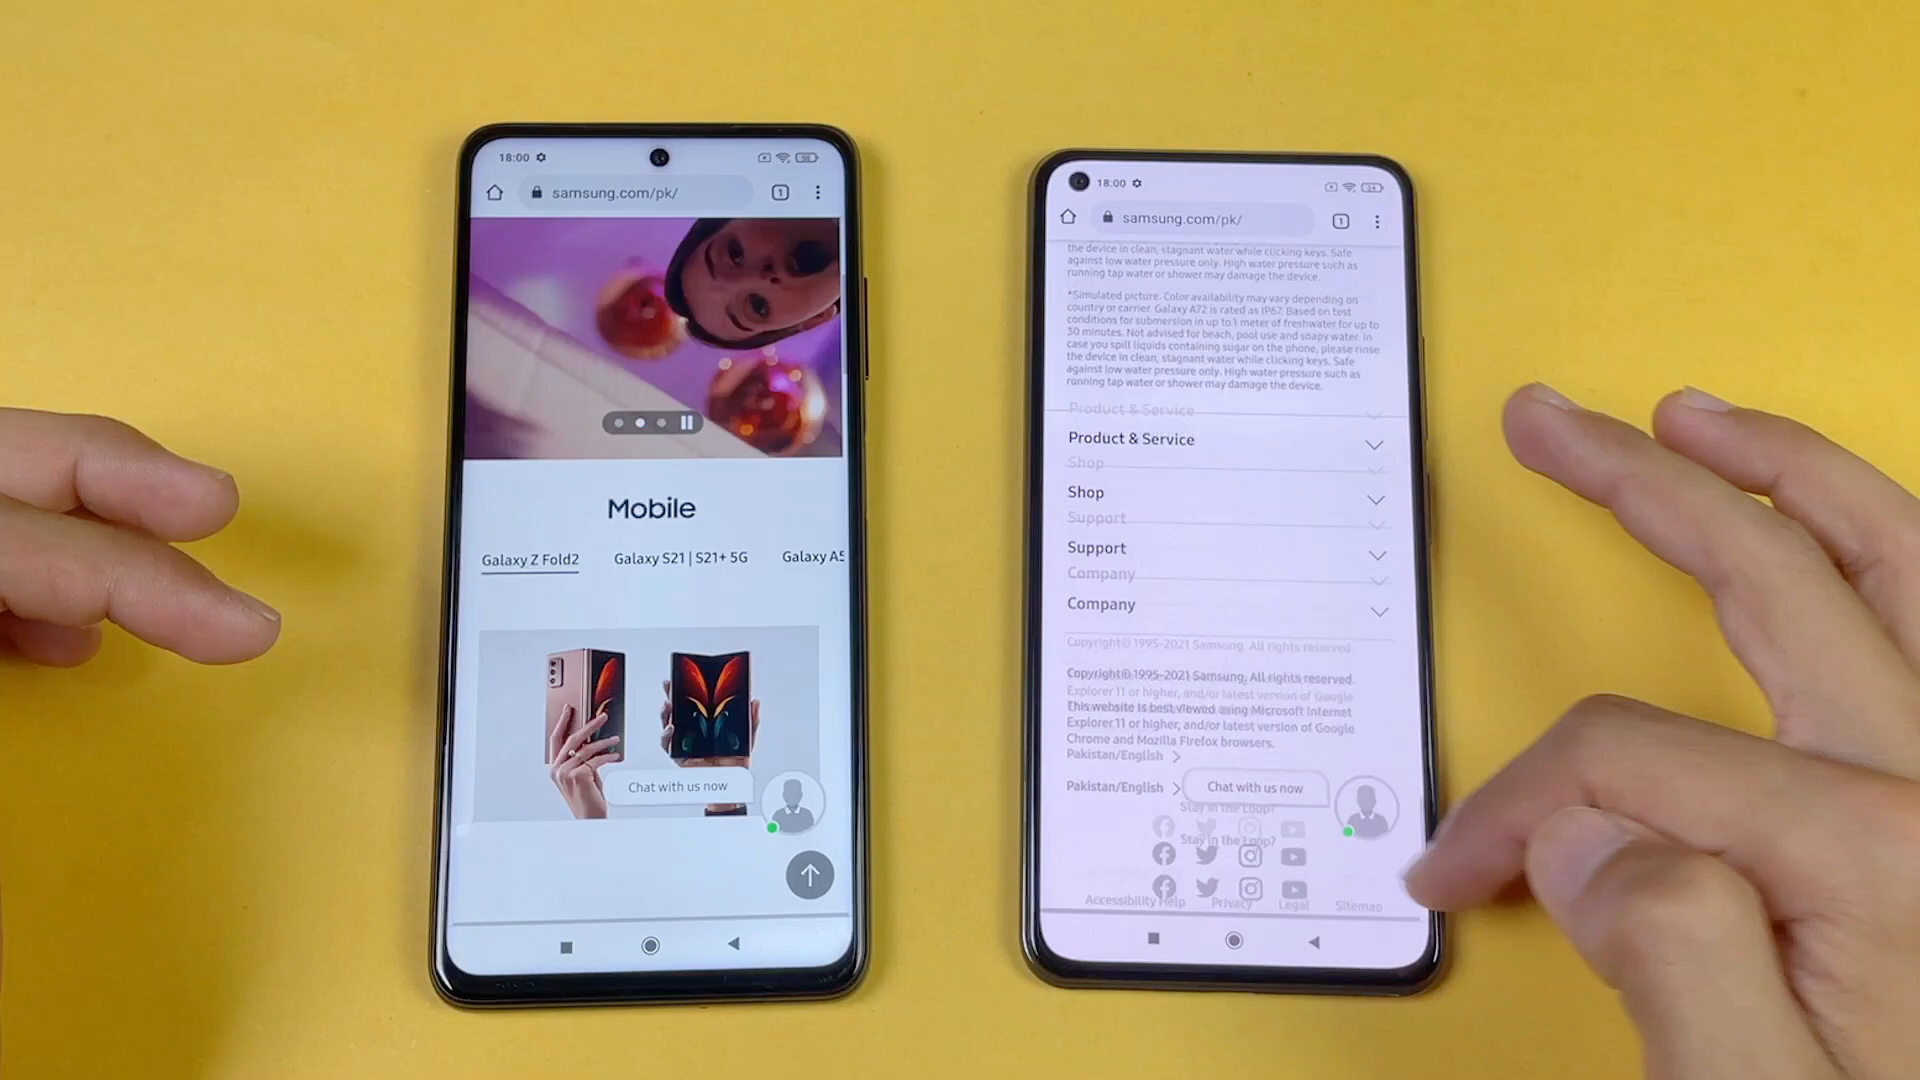 18:00
samsung.com/pk/
1
Mobile
Galaxy Z Fold2
Galaxy S21 | S21+ 5G
Galaxy A5
Chat with us now
18:00
samsung.com/pk/
1
the device in clean, stagnant water while clicking keys. Safe
against low water pressure only. High water pressure such as
running tap water or shower may damage the device.
*Simulated picture. Color availability may vary depending on
country or carrier. Galaxy A72 is rated as IP67. Based on test
conditions for submersion in up to 1 meter of freshwater for up to
30 minutes. Not advised for beach, pool use and soapy water. In
case you spill liquids containing sugar on the phone, please rinse
the device in clean, stagnant water while clicking keys. Safe
against low water pressure only. High water pressure such as
running tap water or shower may damage the device.
Product & Service
Product & Service
Shop
Shop
Support
Support
Company
Company
Copyright© 1995-2021 Samsung. All rights reserved.
Copyright© 1995-2021 Samsung. All rights reserved.
Explorer 11 or higher, and/or latest version of Google
This website is best viewed using Microsoft Internet
Explorer 11 or higher, and/or latest version of Google
Chrome and Mozilla Firefox browsers.
Pakistan/English
Pakistan/English
Chat with us now
Stay in the Loop?
Stay in the Loop?
Accessibility Help
Privacy
Legal
Sitemap